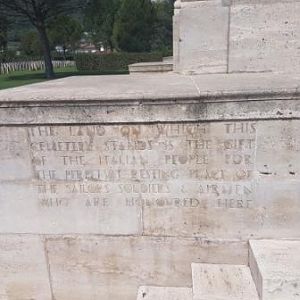 THE LAND ON WHICH THIS
CEMETERY STANDS IS THE GIFT
OF THE ITALIAN PEOPLE FOR
THE PERPETUAL RESTING PLACE OF
THE SAILORS SOLDIERS & AIRMEN
WHO ARE HONOURED HERE